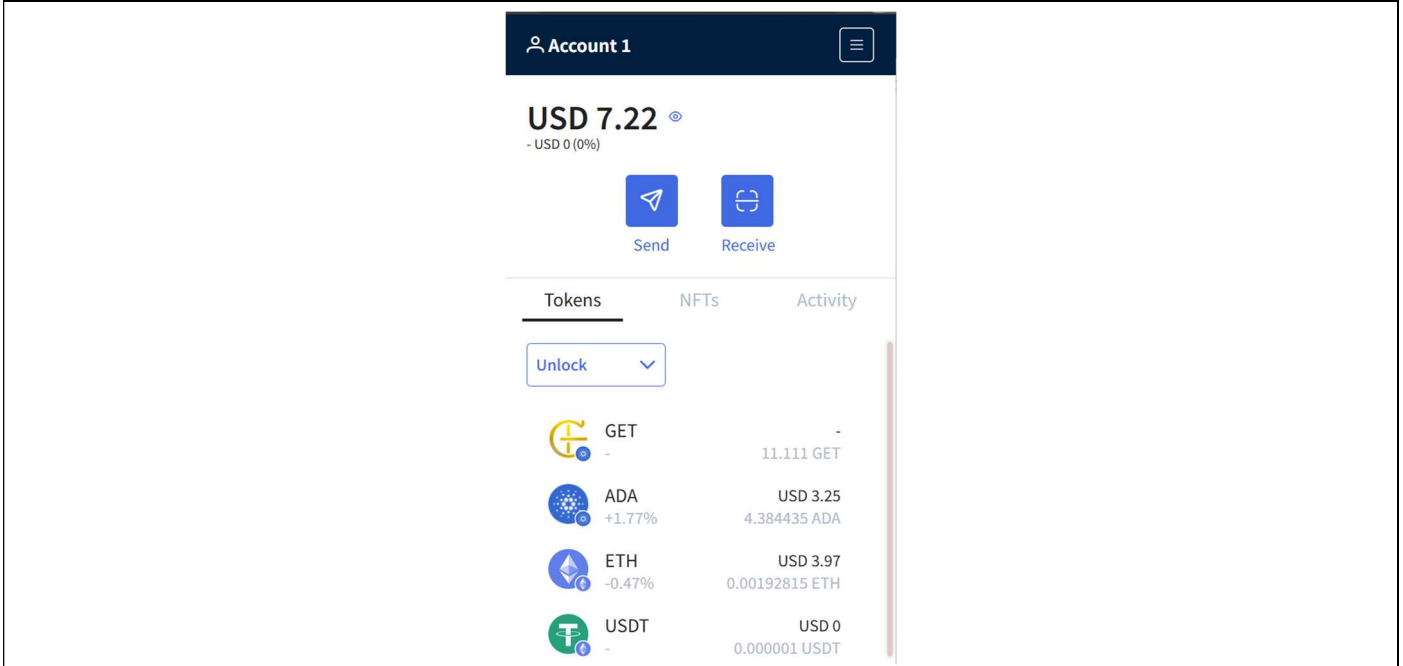 Account 1
USD 7.22
- USD 0 (0%)
Send Receive
Tokens NFTs Activity
Unlock
GET -
- 11.111 GET
ADA USD 3.25
+1.77% 4.384435 ADA
ETH USD 3.97
-0.47% 0.00192815 ETH
USDT USD 0
- 0.000001 USDT